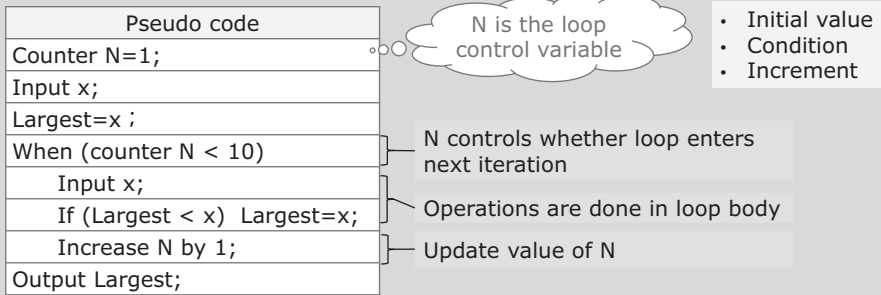 Pseudo code
Counter N=1;
Input x;
Largest=x ;
When (counter N < 10)
Input x;
If (Largest < x) Largest=x;
Increase N by 1;
Output Largest;
N is the loop
control variable
• Initial value
• Condition
• Increment
N controls whether loop enters
next iteration
Operations are done in loop body
Update value of N